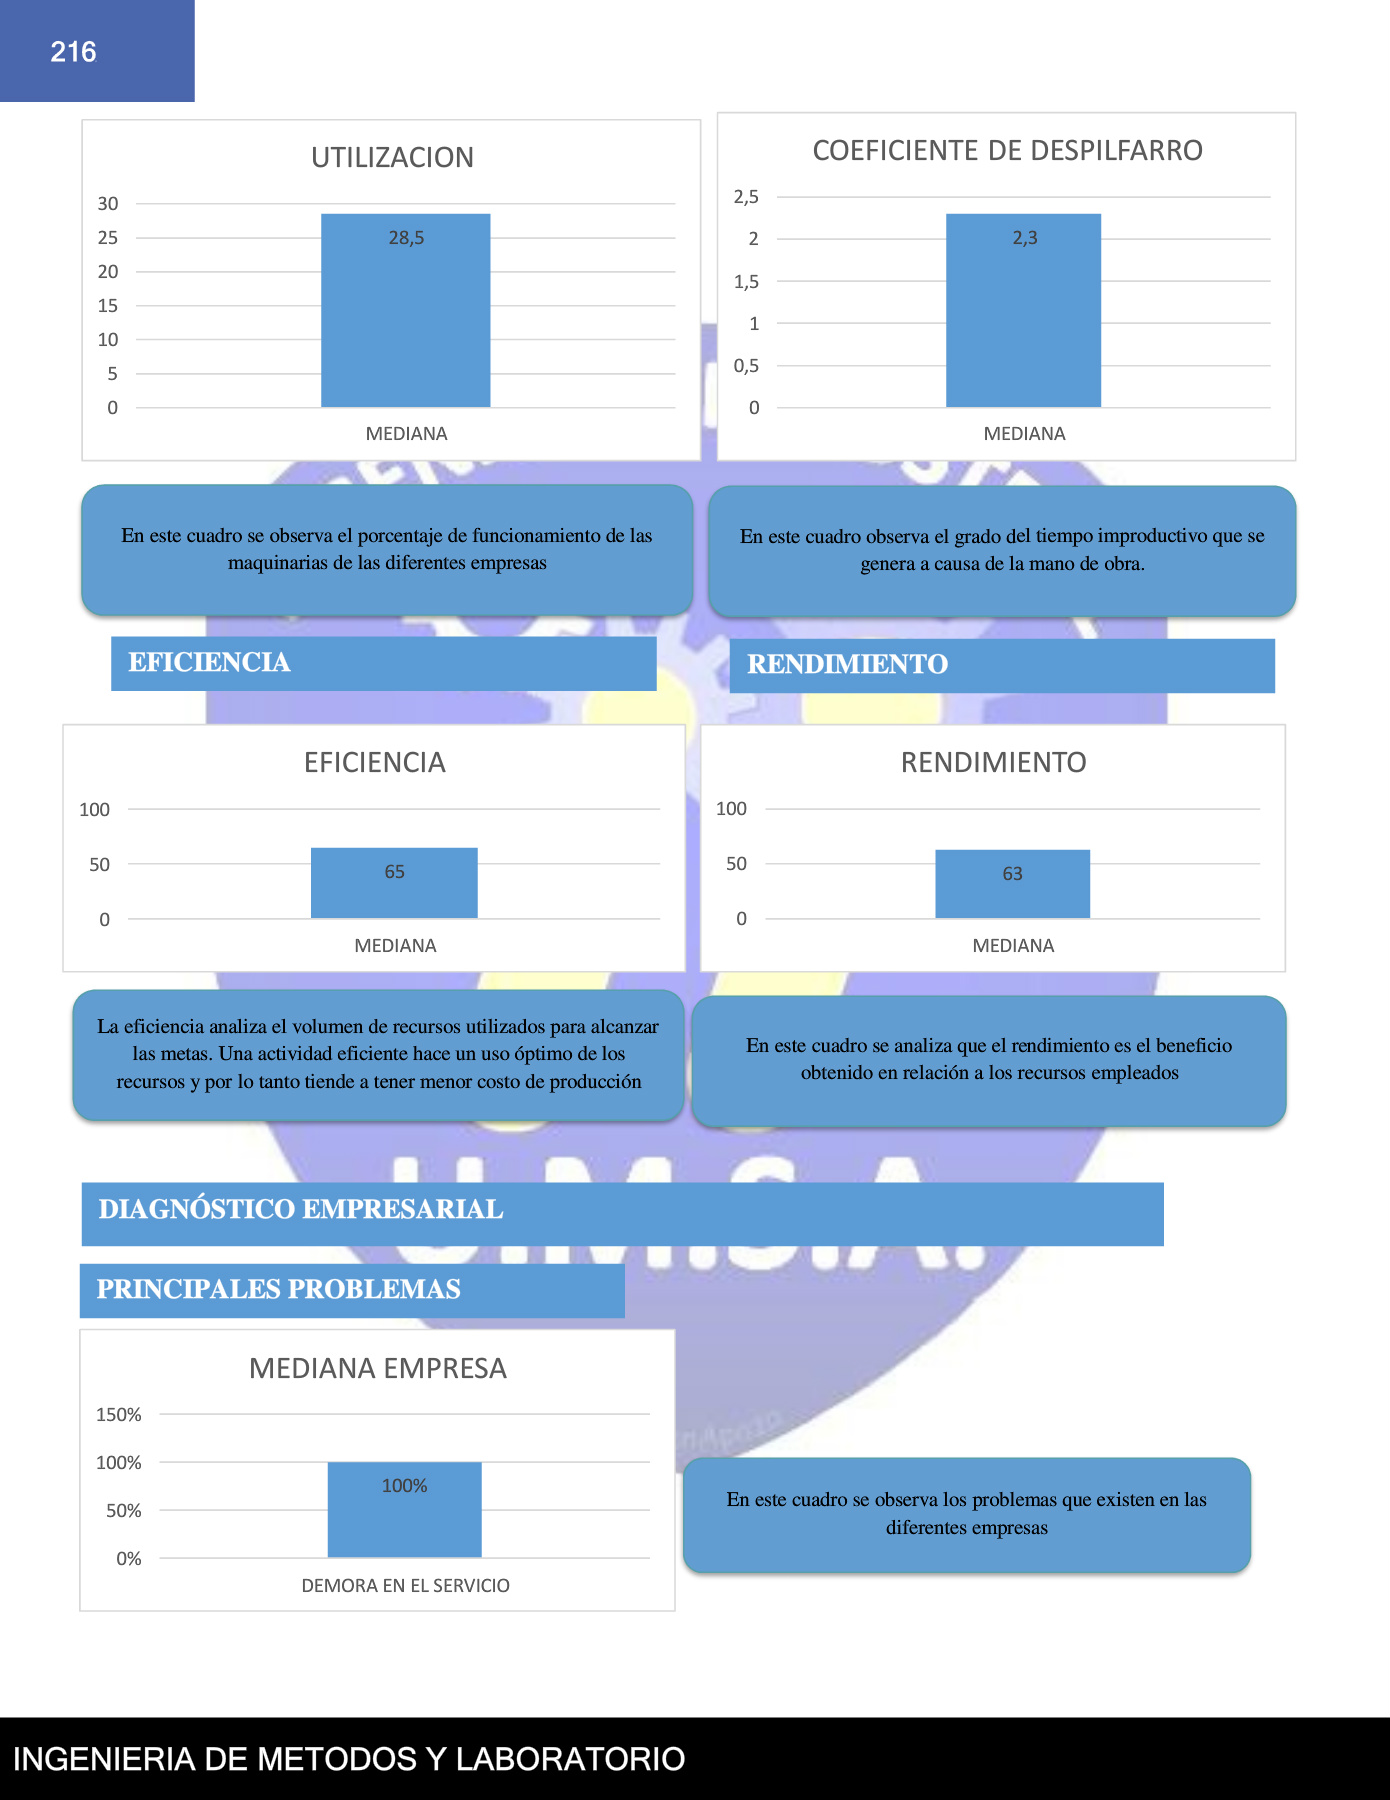 216
UTILIZACION
30
25
20
15
10
5
0
28,5
MEDIANA
COEFICIENTE DE DESPILFARRO
2,5
2
1,5
1
0,5
0
2,3
MEDIANA
En este cuadro se observa el porcentaje de funcionamiento de las
maquinarias de las diferentes empresas
En este cuadro observa el grado del tiempo improductivo que se
genera a causa de la mano de obra.
EFICIENCIA
RENDIMIENTO
EFICIENCIA
100
50
0
65
MEDIANA
RENDIMIENTO
100
50
0
63
MEDIANA
La eficiencia analiza el volumen de recursos utilizados para alcanzar
las metas. Una actividad eficiente hace un uso óptimo de los
recursos y por lo tanto tiende a tener menor costo de producción
En este cuadro se analiza que el rendimiento es el beneficio
obtenido en relación a los recursos empleados
U.M.S.A.
DIAGNÓSTICO EMPRESARIAL
PRINCIPALES PROBLEMAS
MEDIANA EMPRESA
150%
100%
50%
0%
100%
DEMORA EN EL SERVICIO
En este cuadro se observa los problemas que existen en las
diferentes empresas
INGENIERIA DE METODOS Y LABORATORIO